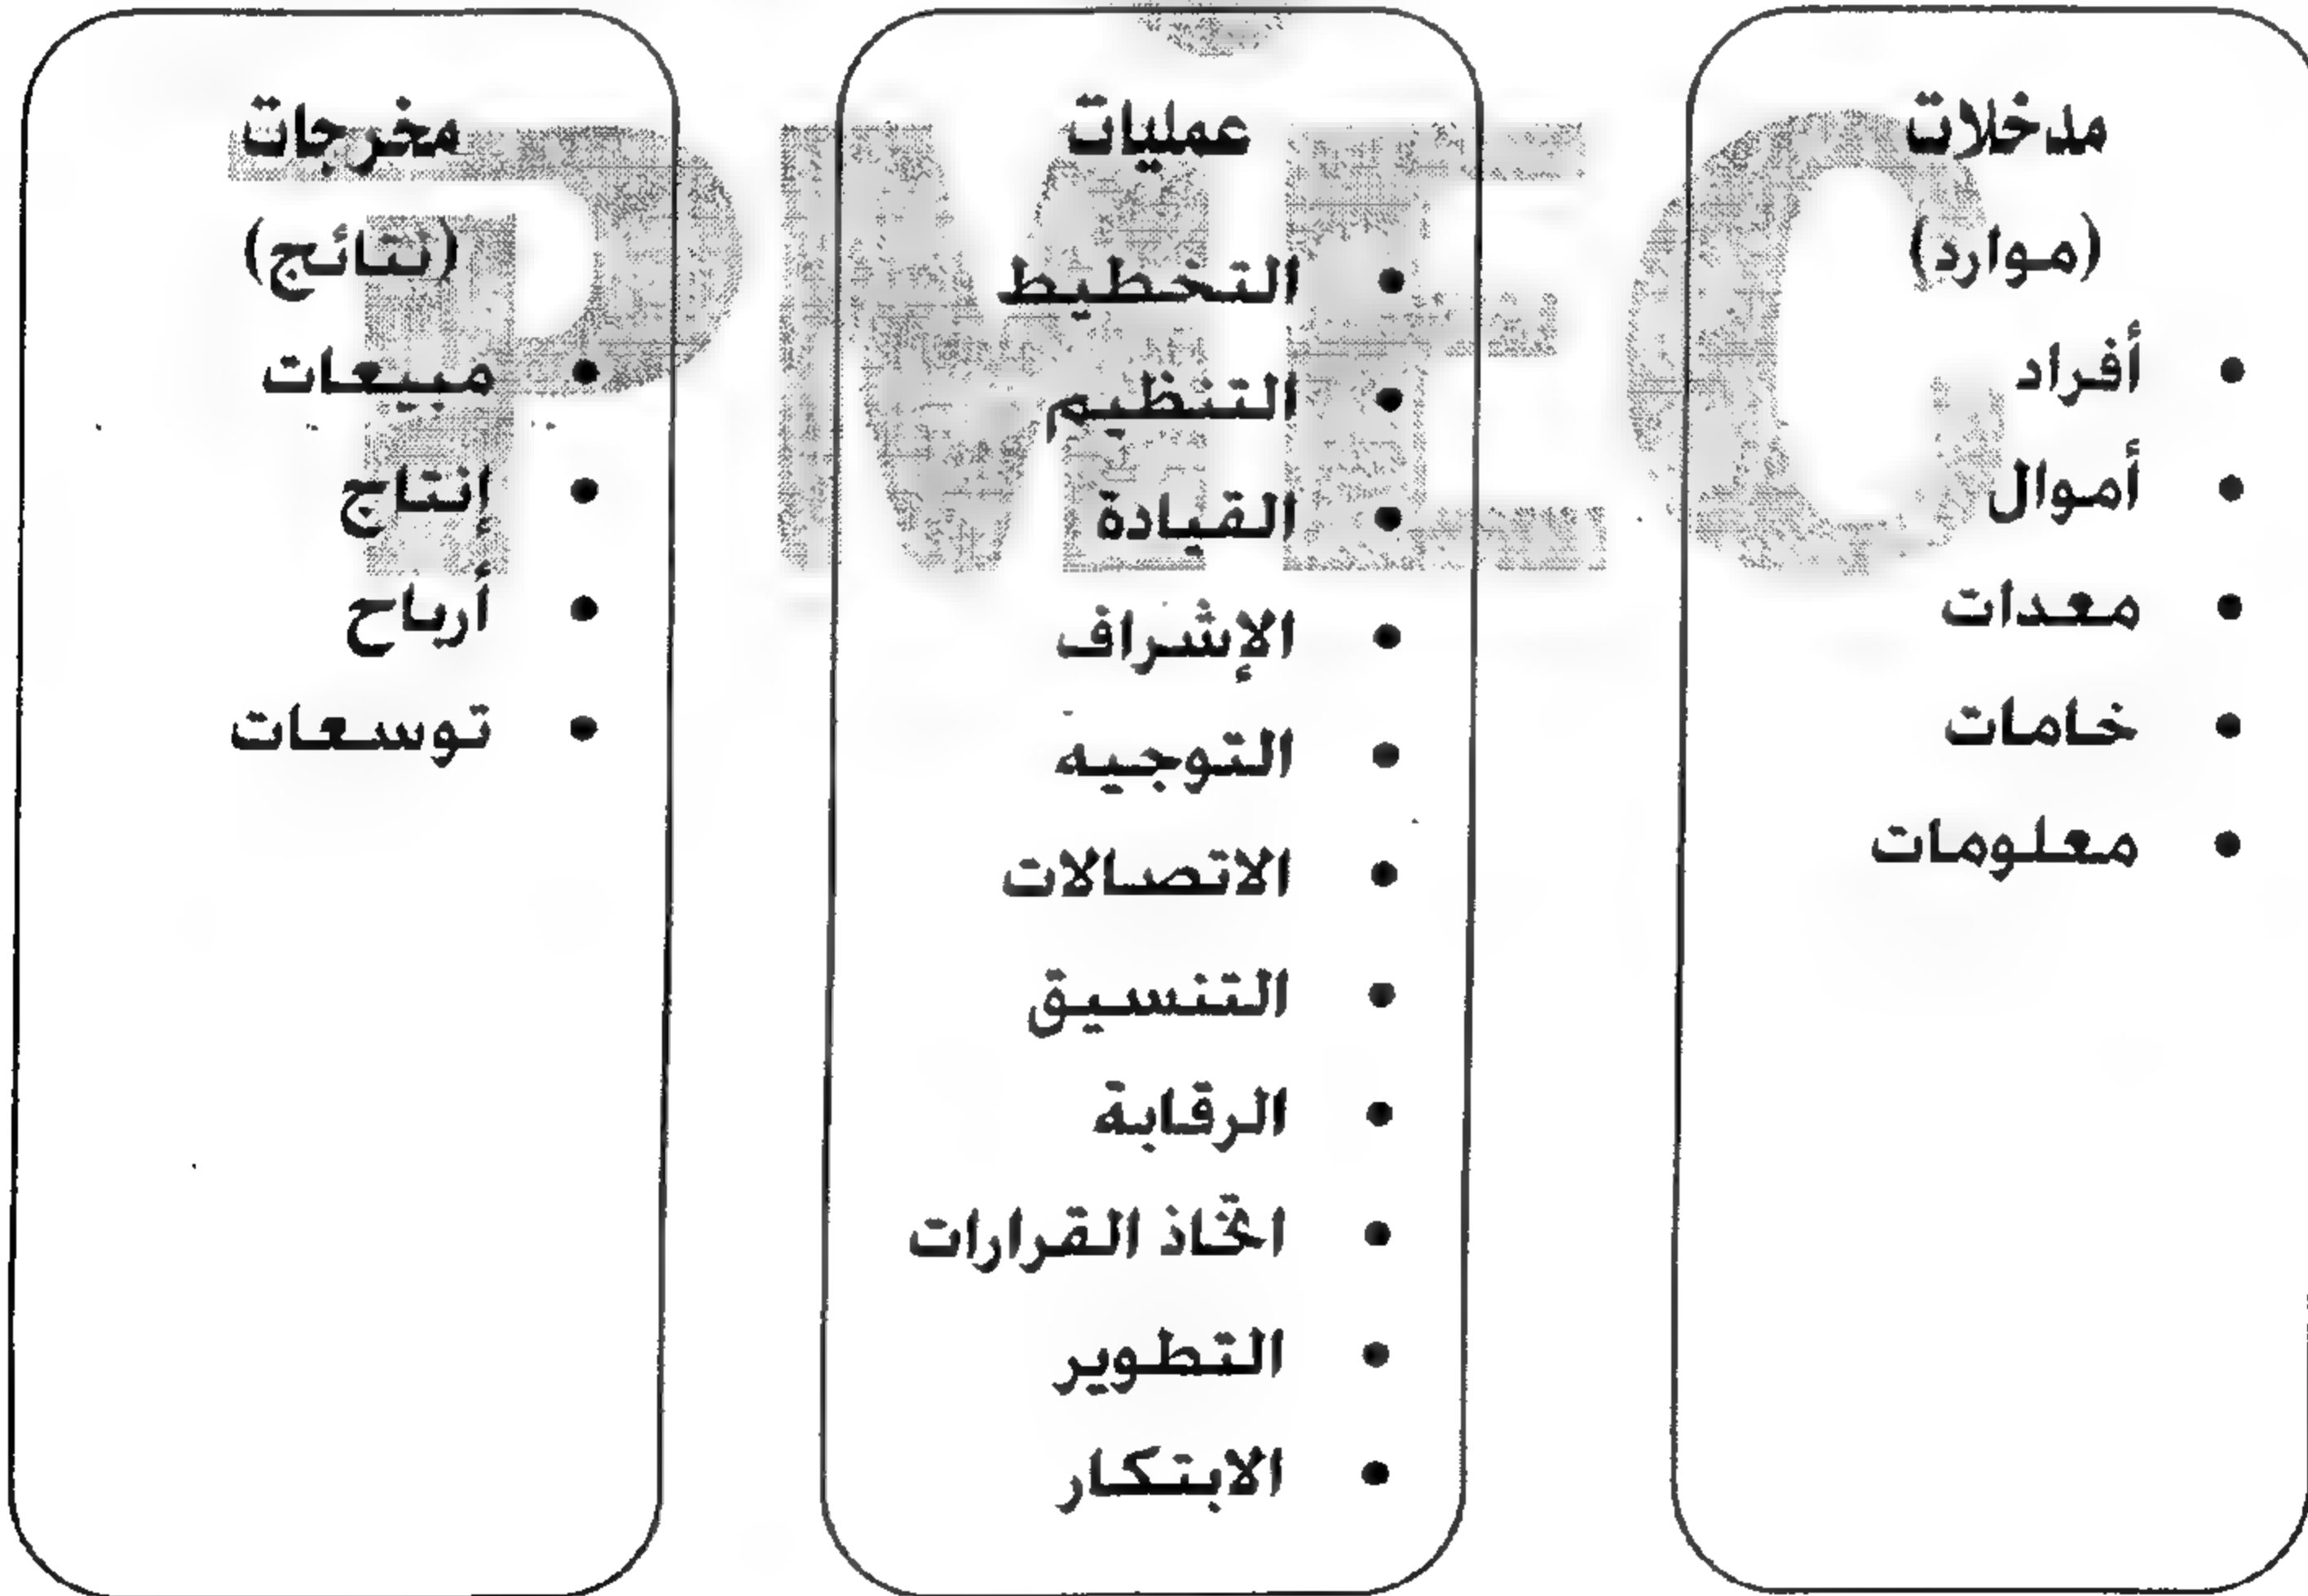 مدخلات
(موارد)
• أفراد
• أموال
• معدات
• خامات
• معلومات
عمليات
• التخطيط
• التنظيم
• القيادة
• الإشراف
• التوجيه
• الاتصالات
• التنسيق
• الرقابة
• اتخاذ القرارات
• التطوير
• الابتكار
مخرجات
(نتائج)
• مبيعات
• إنتاج
• أرباح
• توسعات
PMEC